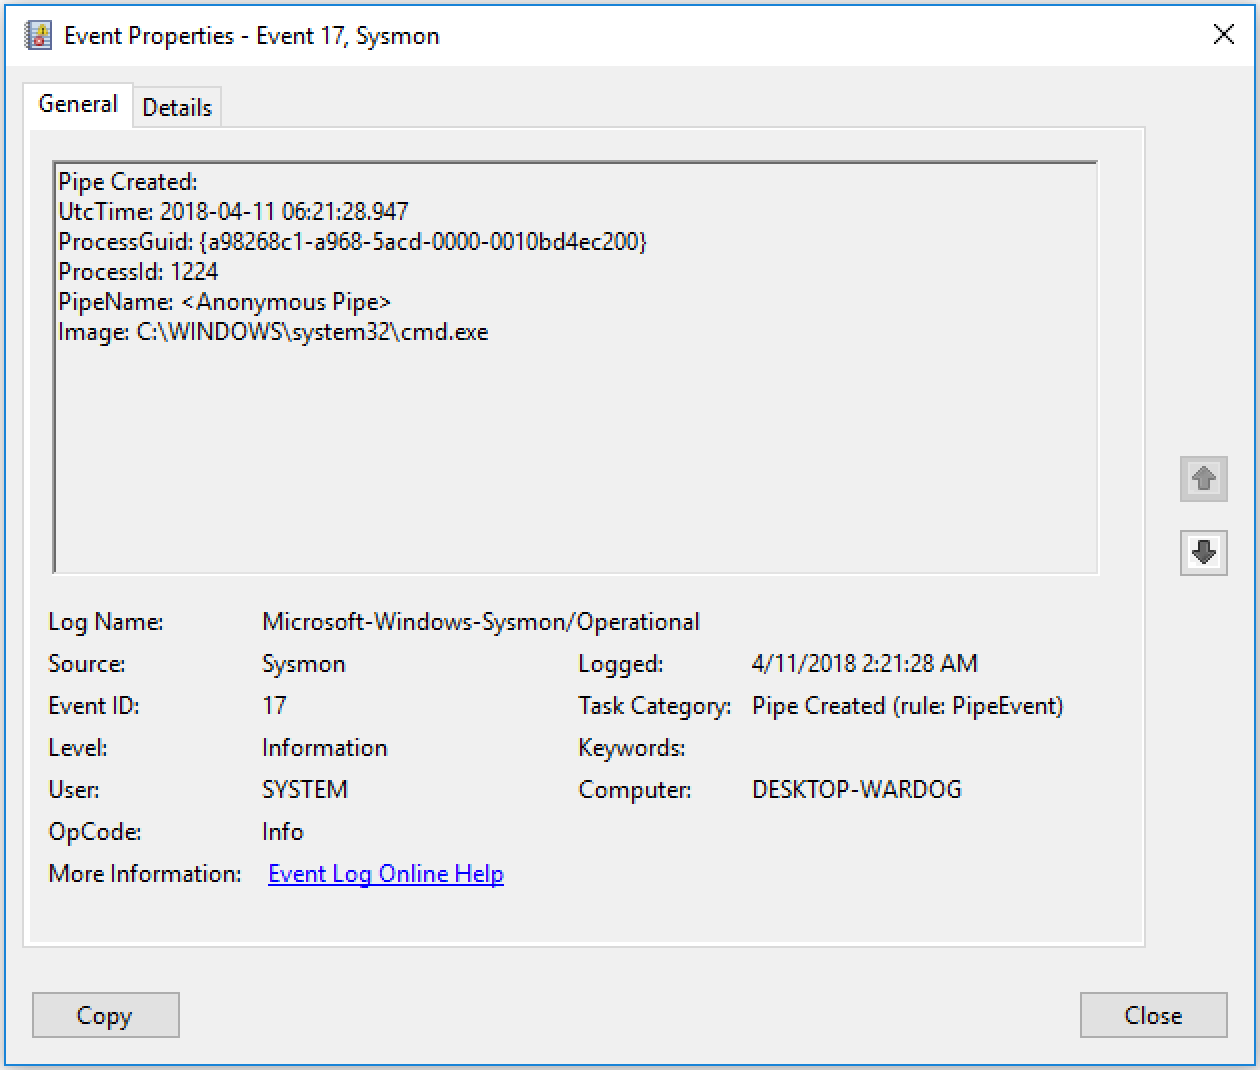 Event Properties - Event 17, Sysmon
General Details
Pipe Created:
UtcTime: 2018-04-11 06:21:28.947
ProcessGuid: {a98268c1-a968-5acd-0000-0010bd4ec200}
ProcessId: 1224
PipeName: <Anonymous Pipe>
Image: C:\WINDOWS\system32\cmd.exe
Log Name: Microsoft-Windows-Sysmon/Operational
Source: Sysmon Logged: 4/11/2018 2:21:28 AM
Event ID: 17 Task Category: Pipe Created (rule: PipeEvent)
Level: Information Keywords:
User: SYSTEM Computer: DESKTOP-WARDOG
OpCode: Info
More Information: Event Log Online Help
Copy Close